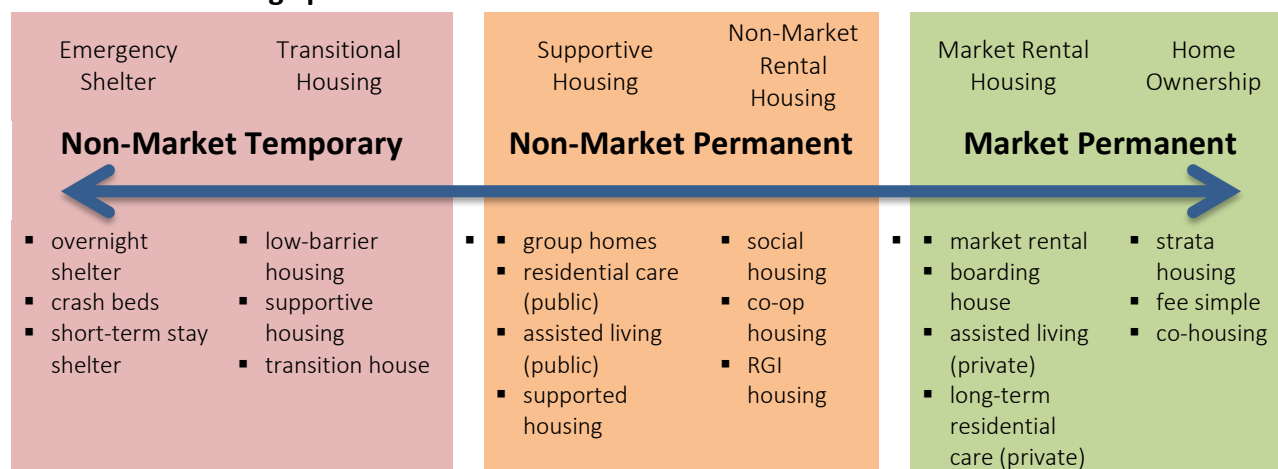 Emergency
Shelter
Transitional
Housing
Non-Market Temporary
▪ overnight
shelter
▪ crash beds
▪ short-term stay
shelter
▪ low-barrier
housing
▪ supportive
housing
▪ transition house
Supportive
Housing
Non-Market
Rental
Housing
Non-Market Permanent
▪ ▪ group homes
▪ residential care
(public)
▪ assisted living
(public)
▪ supported
housing
▪ social
housing
▪ co-op
housing
▪ RGI
housing
Market Rental
Housing
Home
Ownership
Market Permanent
▪ ▪ market rental
▪ boarding
house
▪ assisted living
(private)
▪ long-term
residential
care (private)
▪ strata
housing
▪ fee simple
▪ co-housing